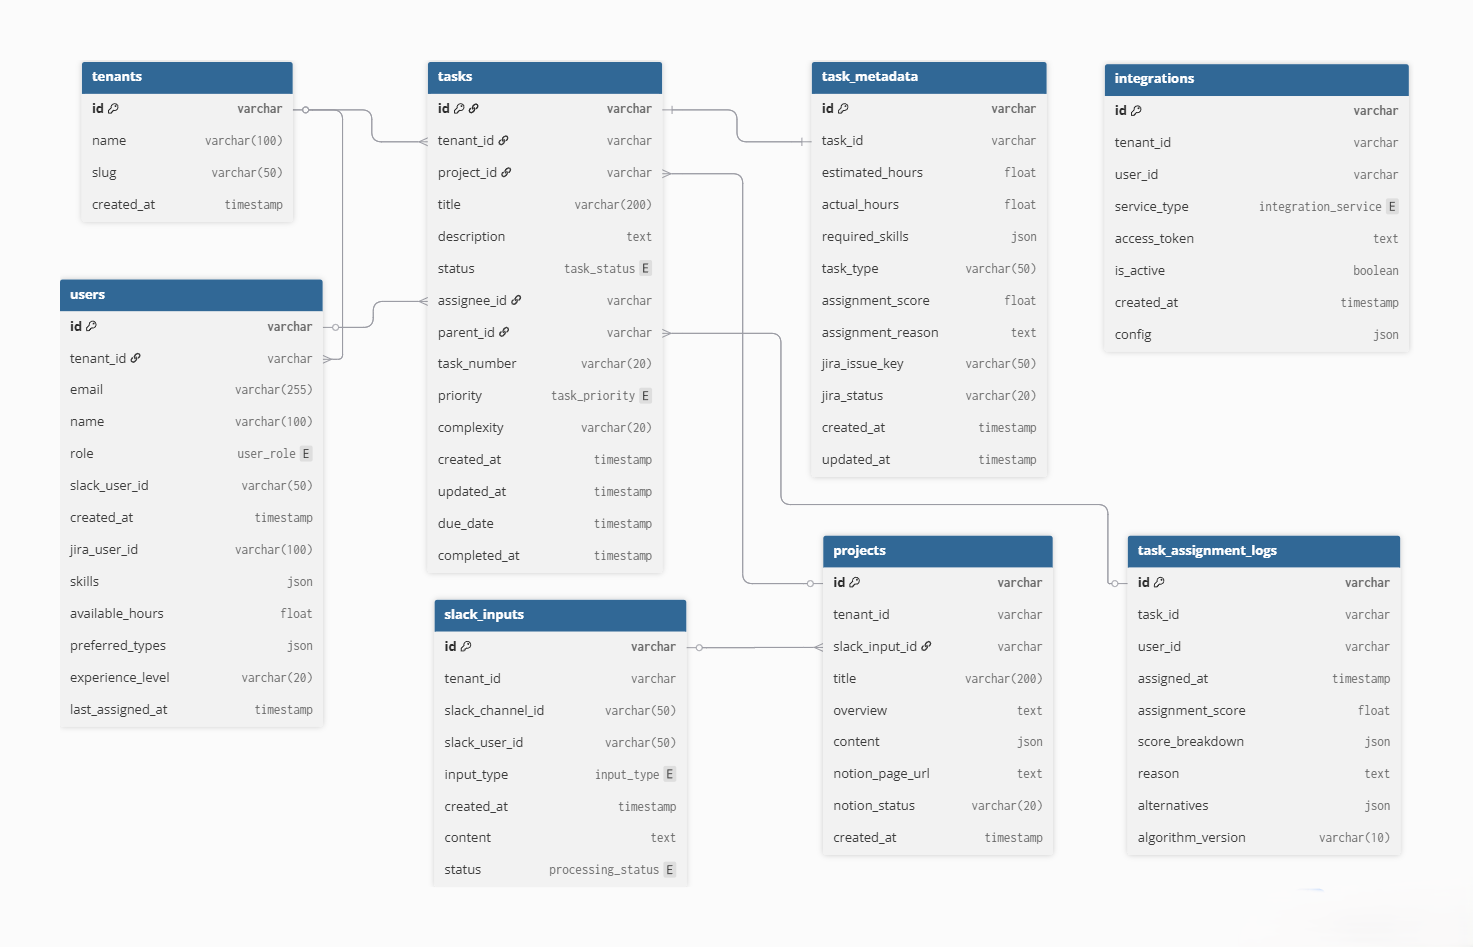 tenants
id varchar
name varchar(100)
slug varchar(50)
created_at timestamp
users
id varchar
tenant_id varchar
email varchar(255)
name varchar(100)
role user_role E
slack_user_id varchar(50)
created_at timestamp
jira_user_id varchar(100)
skills json
available_hours float
preferred_types json
experience_level varchar(20)
last_assigned_at timestamp
tasks
id varchar
tenant_id varchar
project_id varchar
title varchar(200)
description text
status task_status E
assignee_id varchar
parent_id varchar
task_number varchar(20)
priority task_priority E
complexity varchar(20)
created_at timestamp
updated_at timestamp
due_date timestamp
completed_at timestamp
slack_inputs
id varchar
tenant_id varchar
slack_channel_id varchar(50)
slack_user_id varchar(50)
input_type input_type E
created_at timestamp
content text
status processing_status E
task_metadata
id varchar
task_id varchar
estimated_hours float
actual_hours float
required_skills json
task_type varchar(50)
assignment_score float
assignment_reason text
jira_issue_key varchar(50)
jira_status varchar(20)
created_at timestamp
updated_at timestamp
projects
id varchar
tenant_id varchar
slack_input_id varchar
title varchar(200)
overview text
content json
notion_page_url text
notion_status varchar(20)
created_at timestamp
integrations
id varchar
tenant_id varchar
user_id varchar
service_type integration_service E
access_token text
is_active boolean
created_at timestamp
config json
task_assignment_logs
id varchar
task_id varchar
user_id varchar
assigned_at timestamp
assignment_score float
score_breakdown json
reason text
alternatives json
algorithm_version varchar(10)